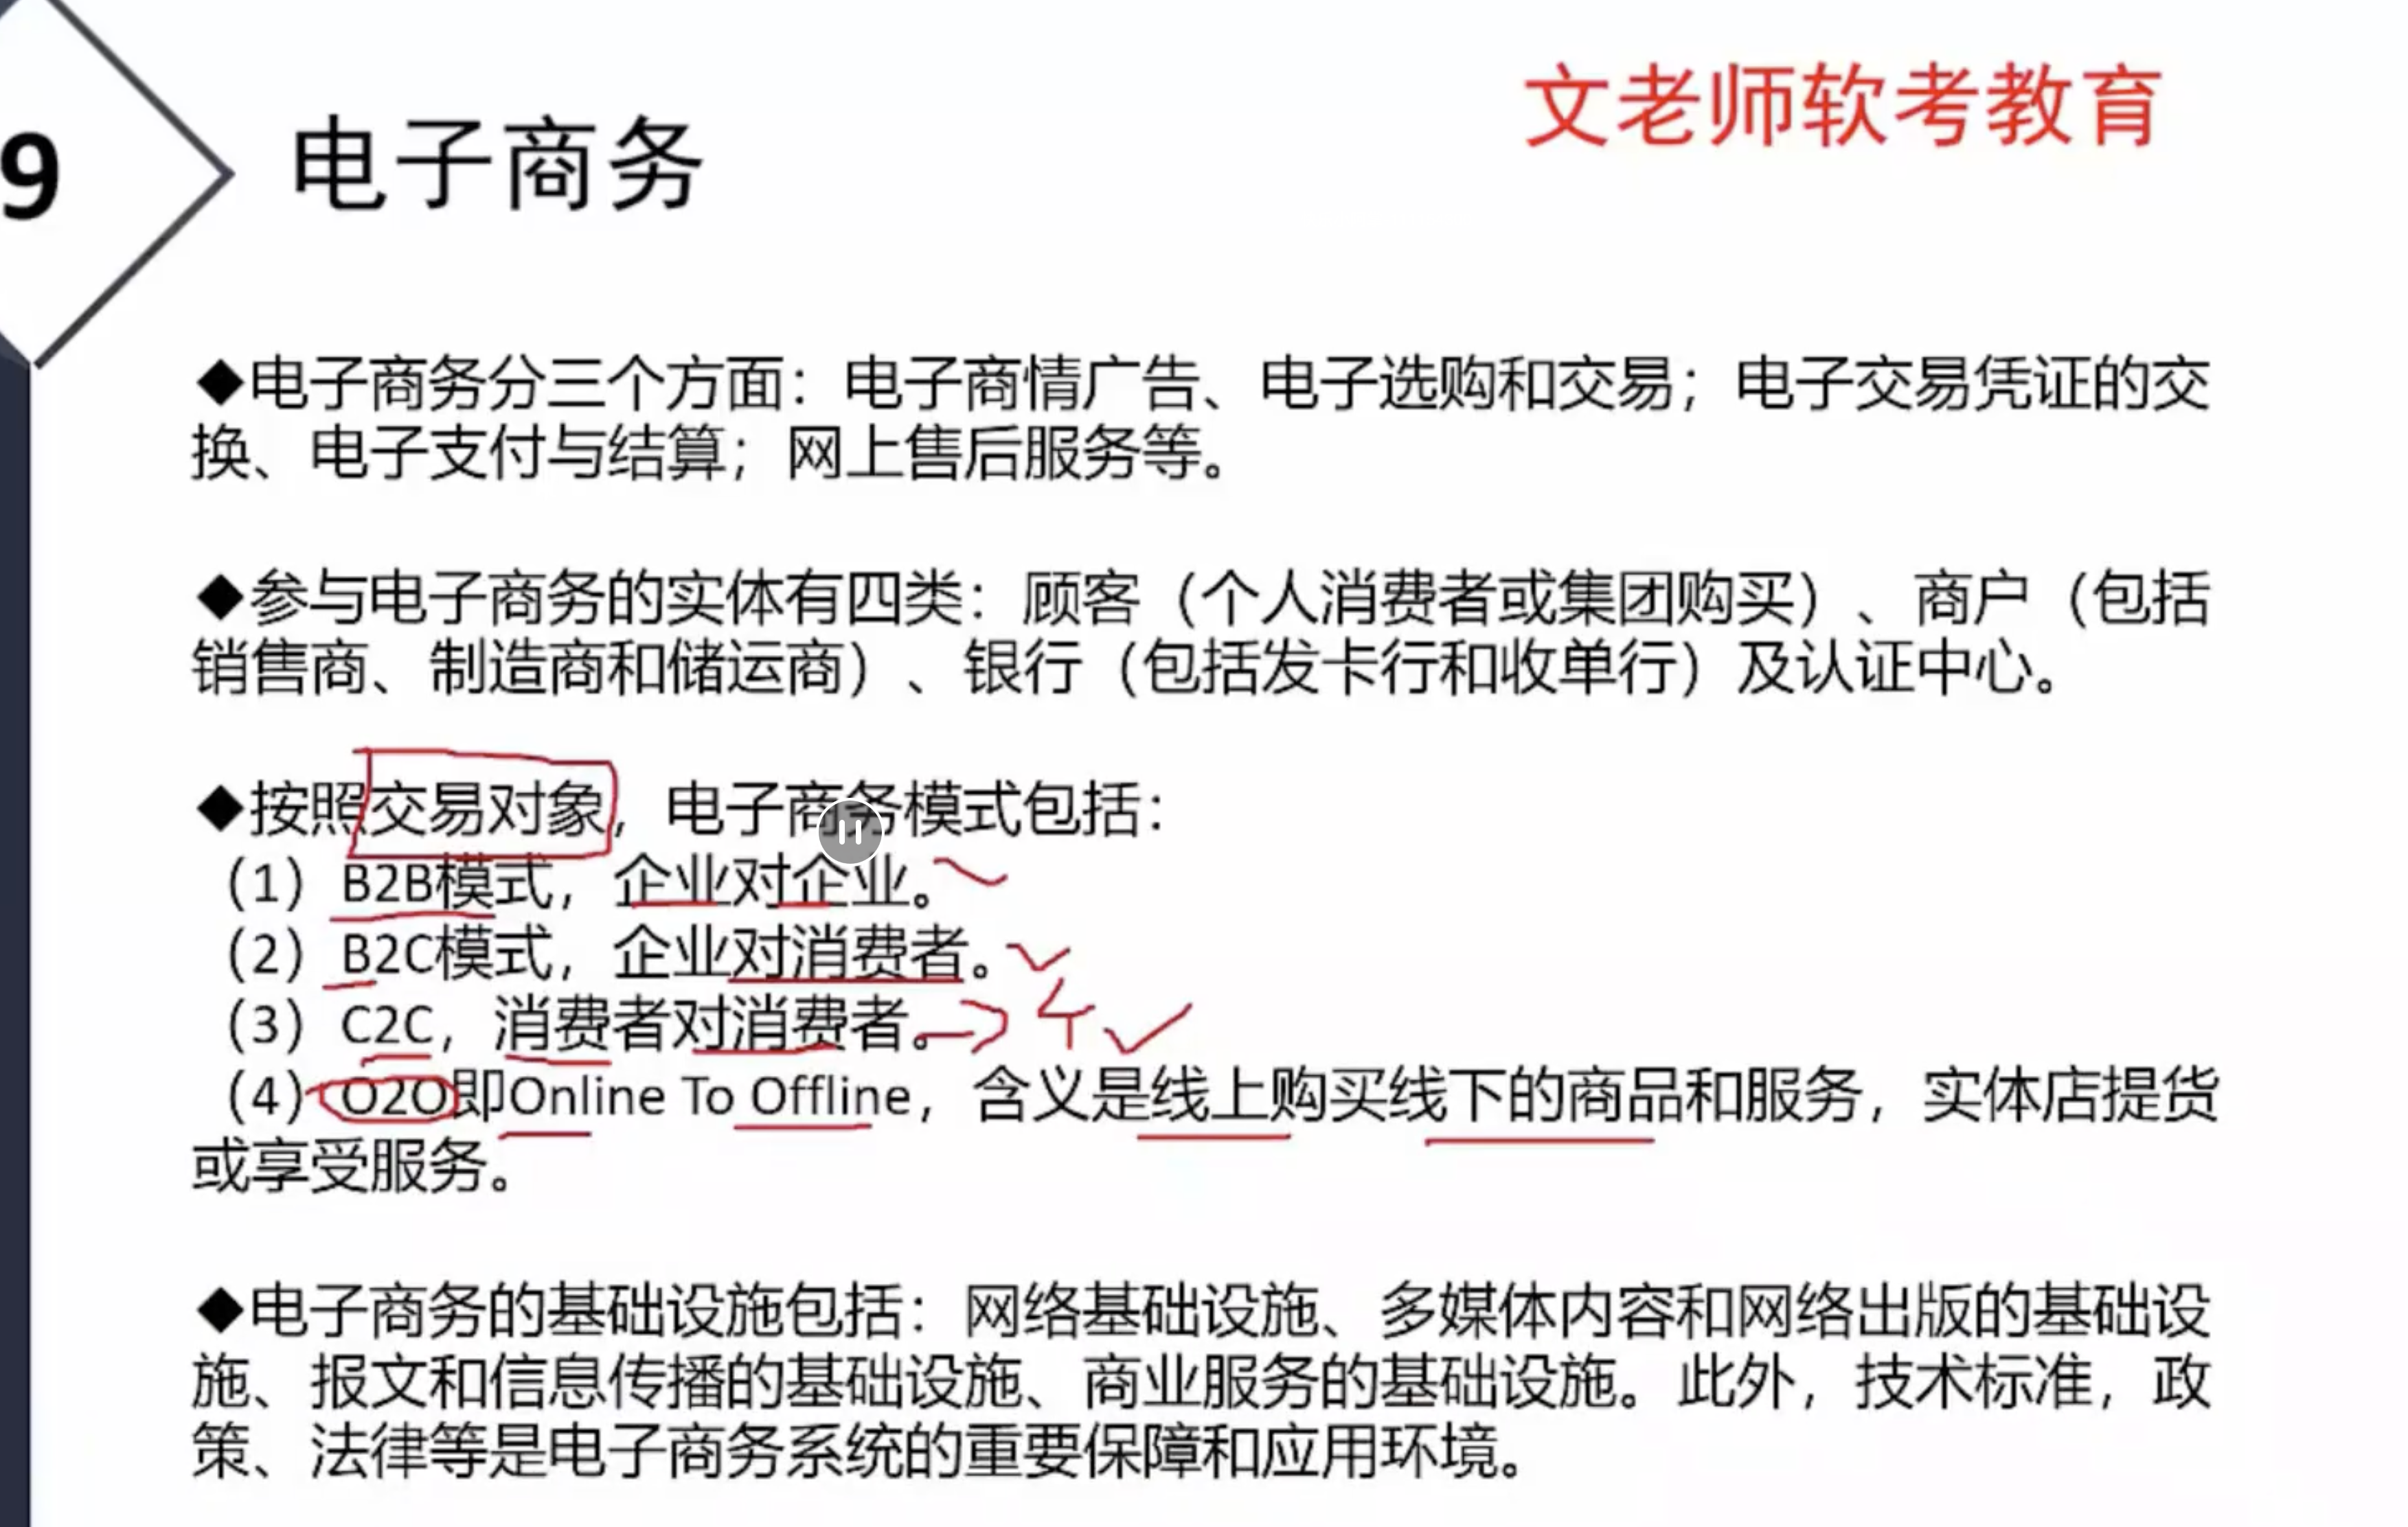 文老师软考教育
9
电子商务
◆电子商务分三个方面：电子商情广告、电子选购和交易；电子交易凭证的交
换、电子支付与结算；网上售后服务等。
◆参与电子商务的实体有四类：顾客（个人消费者或集团购买）、商户（包括
销售商、制造商和储运商）、银行（包括发卡行和收单行）及认证中心。
◆按照交易对象，电子商务模式包括：
（1）B2B模式，企业对企业。
（2）B2C模式，企业对消费者。
（3）C2C，消费者对消费者。
（4）O2O即Online To Offline，含义是线上购买线下的商品和服务，实体店提货
或享受服务。
◆电子商务的基础设施包括：网络基础设施、多媒体内容和网络出版的基础设
施、报文和信息传播的基础设施、商业服务的基础设施。此外，技术标准，政
策、法律等是电子商务系统的重要保障和应用环境。